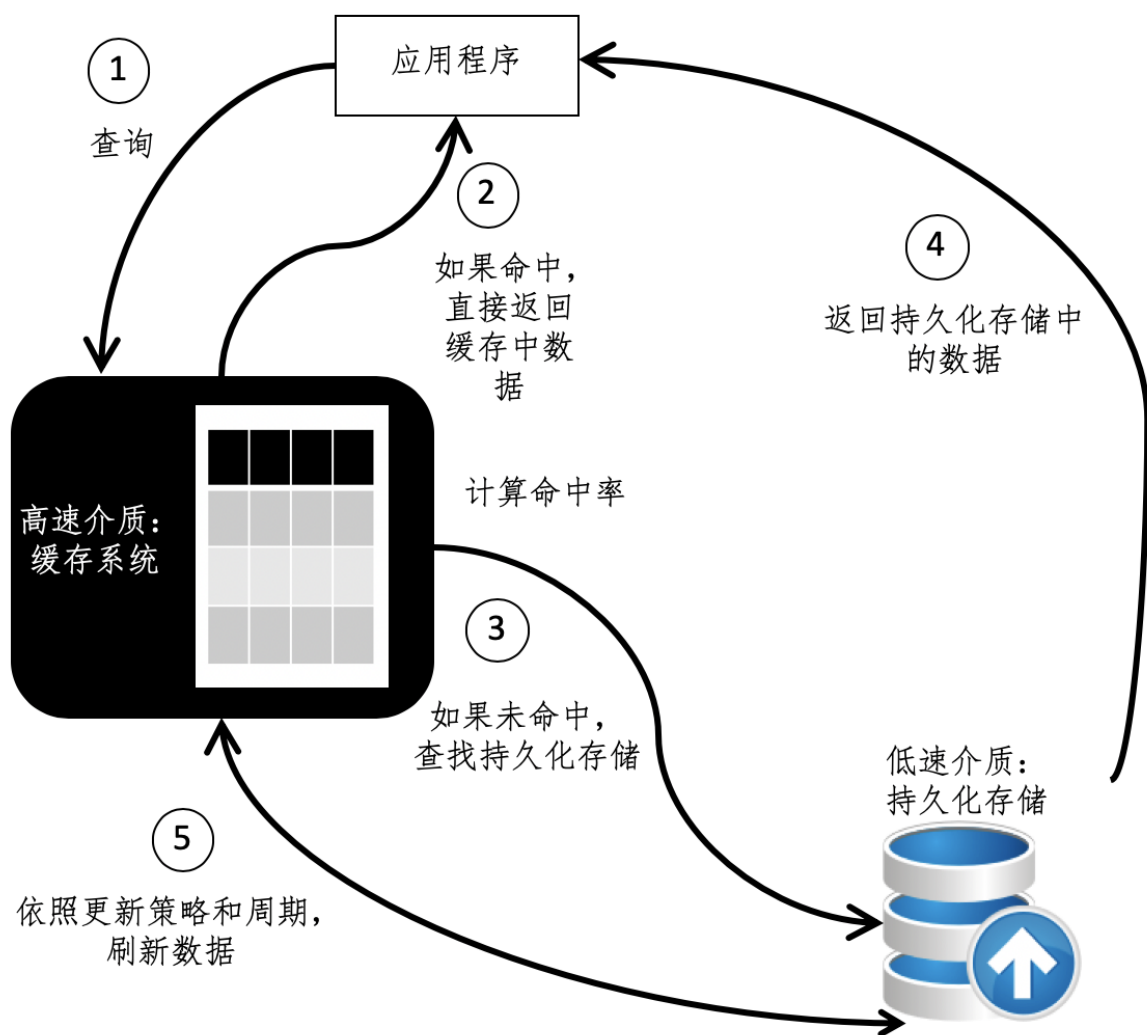 应用程序
1
查询
2
如果命中，
直接返回
缓存中数
据
4
返回持久化存储中
的数据
高速介质：
缓存系统
计算命中率
3
如果未命中，
查找持久化存储
低速介质：
持久化存储
5
依照更新策略和周期，
刷新数据